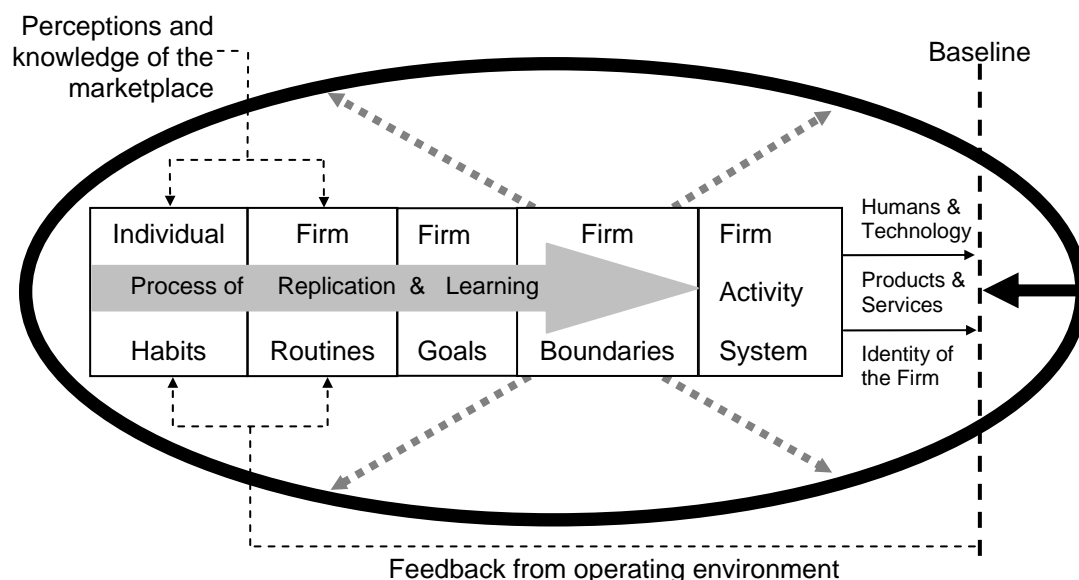 Perceptions and
knowledge of the
marketplace
Baseline
Individual
Firm
Firm
Firm
Firm
Humans &
Technology
Process of Replication & Learning
Activity
Products &
Services
Habits
Routines
Goals
Boundaries
System
Identity of
the Firm
Feedback from operating environment